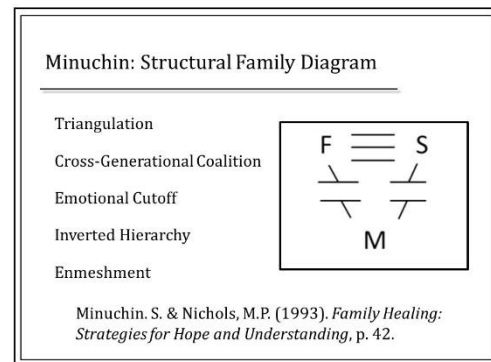 Minuchin: Structural Family Diagram
Triangulation
Cross-Generational Coalition
Emotional Cutoff
Inverted Hierarchy
Enmeshment
F S
M
Minuchin. S. & Nichols, M.P. (1993). Family Healing:
Strategies for Hope and Understanding, p. 42.